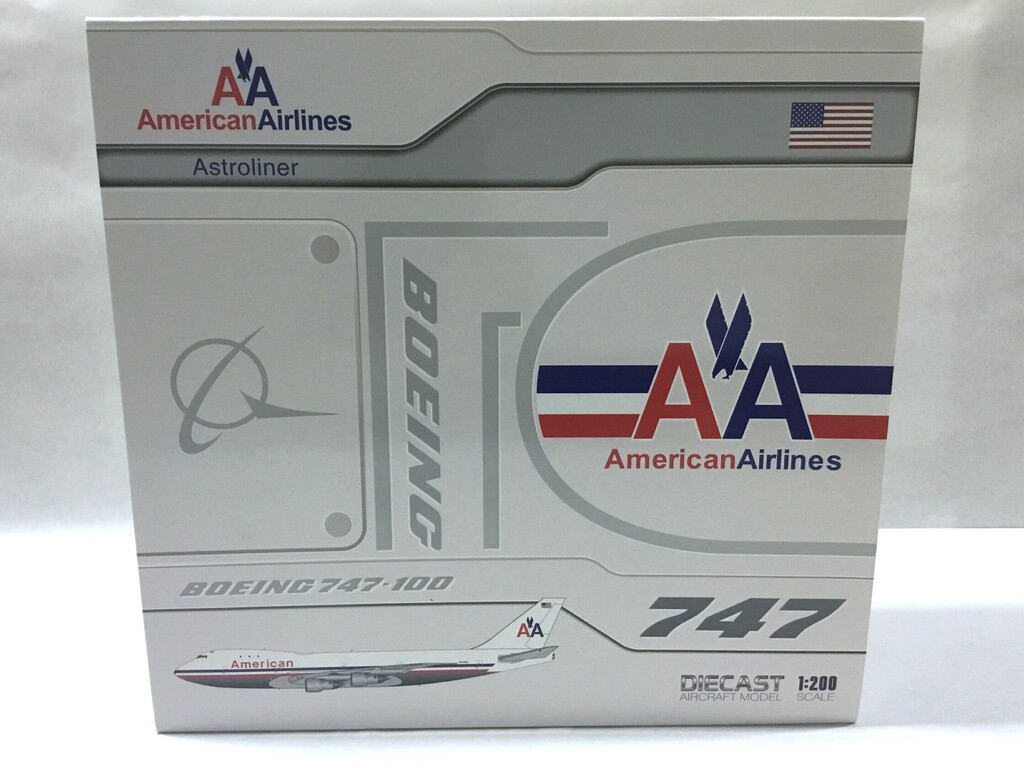 AA
AmericanAirlines
Astroliner
BOEING
AA
AmericanAirlines
BOEING 747-100
747
American
AA
DIECAST 1:200
AIRCRAFT MODEL SCALE